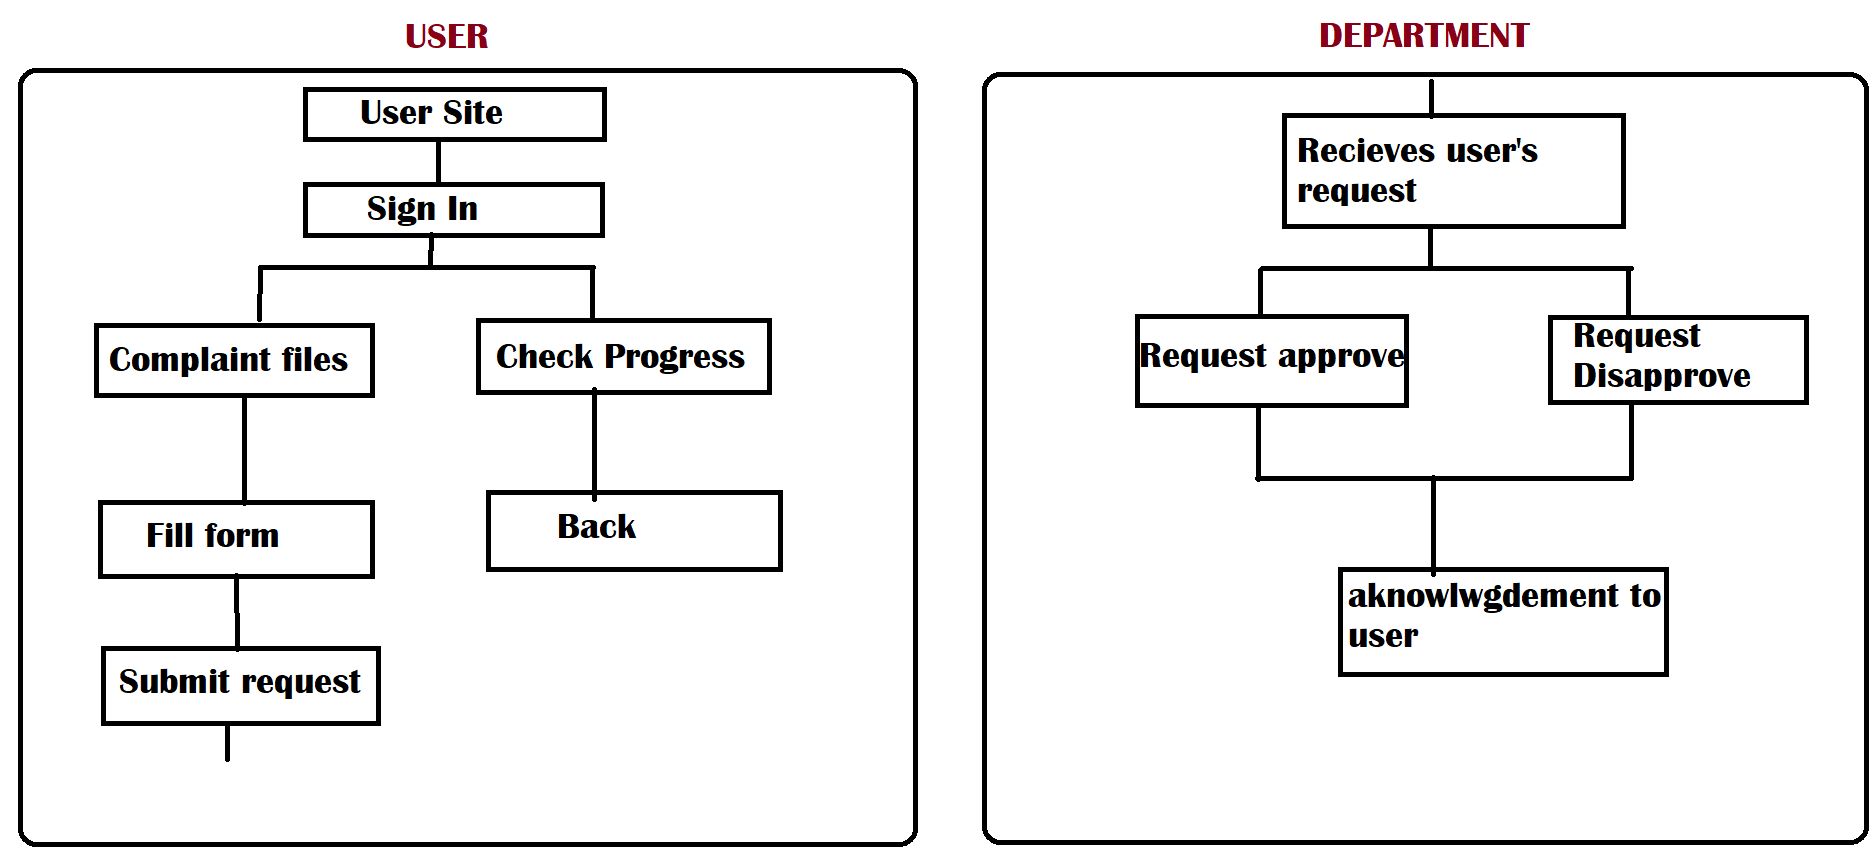 USER
User Site
Sign In
Complaint files
Check Progress
Fill form
Back
Submit request
DEPARTMENT
Recieves user's
request
Request approve
Request
Disapprove
aknowlwgdement to
user